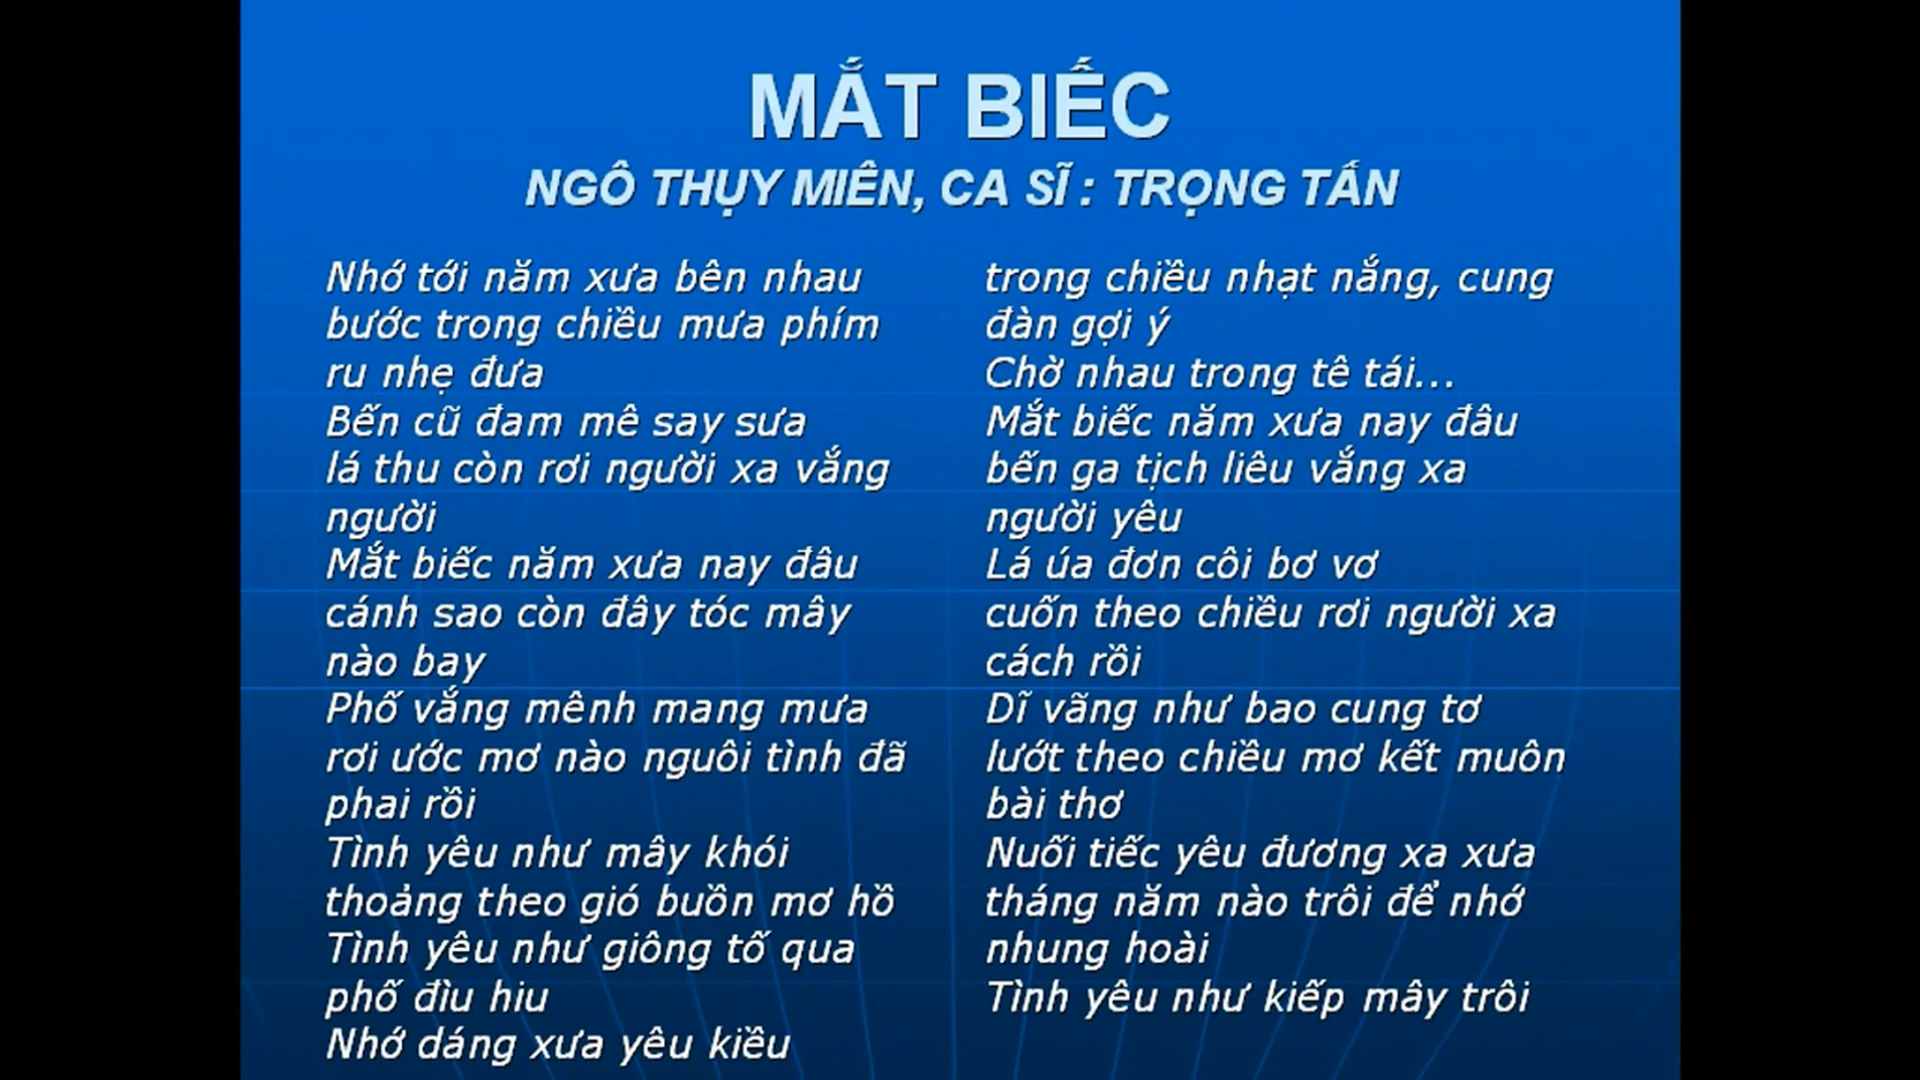 MẮT BIẾC
NGÔ THỤY MIÊN, CA SĨ : TRỌNG TẤN
Nhớ tới năm xưa bên nhau
bước trong chiều mưa phím
ru nhẹ đưa
Bến cũ đam mê say sưa
lá thu còn rơi người xa vắng
người
Mắt biếc năm xưa nay đâu
cánh sao còn đây tóc mây
nào bay
Phố vắng mênh mang mưa
rơi ước mơ nào nguôi tình đã
phai rồi
Tình yêu như mây khói
thoảng theo gió buồn mơ hồ
Tình yêu như giông tố qua
phố đìu hiu
Nhớ dáng xưa yêu kiều
trong chiều nhạt nắng, cung
đàn gợi ý
Chờ nhau trong tê tái...
Mắt biếc năm xưa nay đâu
bến ga tịch liêu vắng xa
người yêu
Lá úa đơn côi bơ vơ
cuốn theo chiều rơi người xa
cách rồi
Dĩ vãng như bao cung tơ
lướt theo chiều mơ kết muôn
bài thơ
Nuối tiếc yêu đương xa xưa
tháng năm nào trôi để nhớ
nhung hoài
Tình yêu như kiếp mây trôi